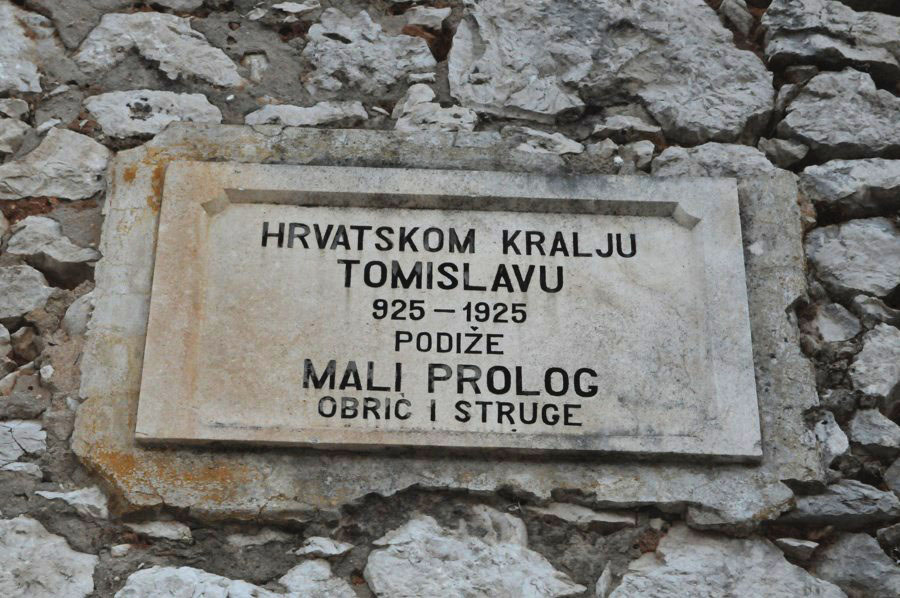 HRVATSKOM KRALJU
TOMISLAVU
925 – 1925
PODIŽE
MALI PROLOG
OBRIĆ I STRUGE